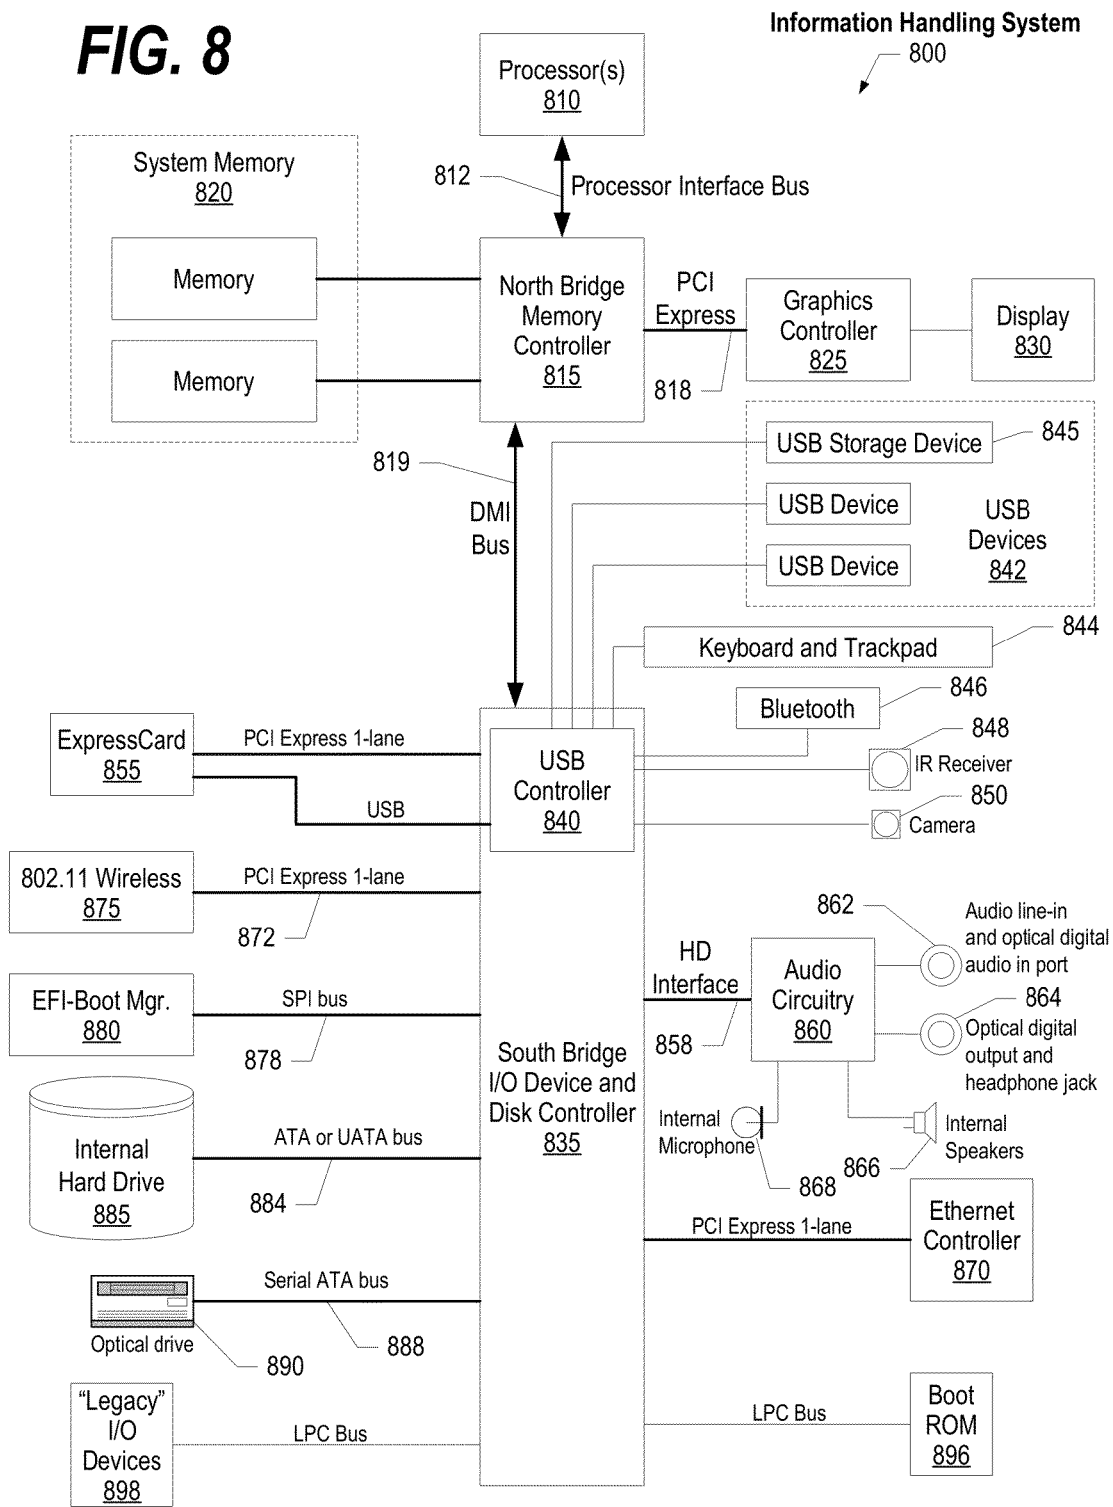 FIG. 8
Information Handling System
800
Processor(s)
810
812
Processor Interface Bus
System Memory
820
Memory
Memory
North Bridge
Memory
Controller
815
PCI
Express
818
Graphics
Controller
825
Display
830
819
DMI
Bus
USB Storage Device
845
USB Device
USB Device
USB
Devices
842
844
Keyboard and Trackpad
846
Bluetooth
848
IR Receiver
850
Camera
ExpressCard
855
PCI Express 1-lane
USB
USB
Controller
840
802.11 Wireless
875
PCI Express 1-lane
872
862
Audio line-in
and optical digital
audio in port
HD
Interface
858
Audio
Circuitry
860
864
Optical digital
output and
headphone jack
EFI-Boot Mgr.
880
SPI bus
878
South Bridge
I/O Device and
Disk Controller
835
Internal
Microphone
868
866
Internal
Speakers
Internal
Hard Drive
885
ATA or UATA bus
884
PCI Express 1-lane
Ethernet
Controller
870
Serial ATA bus
888
Optical drive
890
“Legacy”
I/O
Devices
898
LPC Bus
LPC Bus
Boot
ROM
896